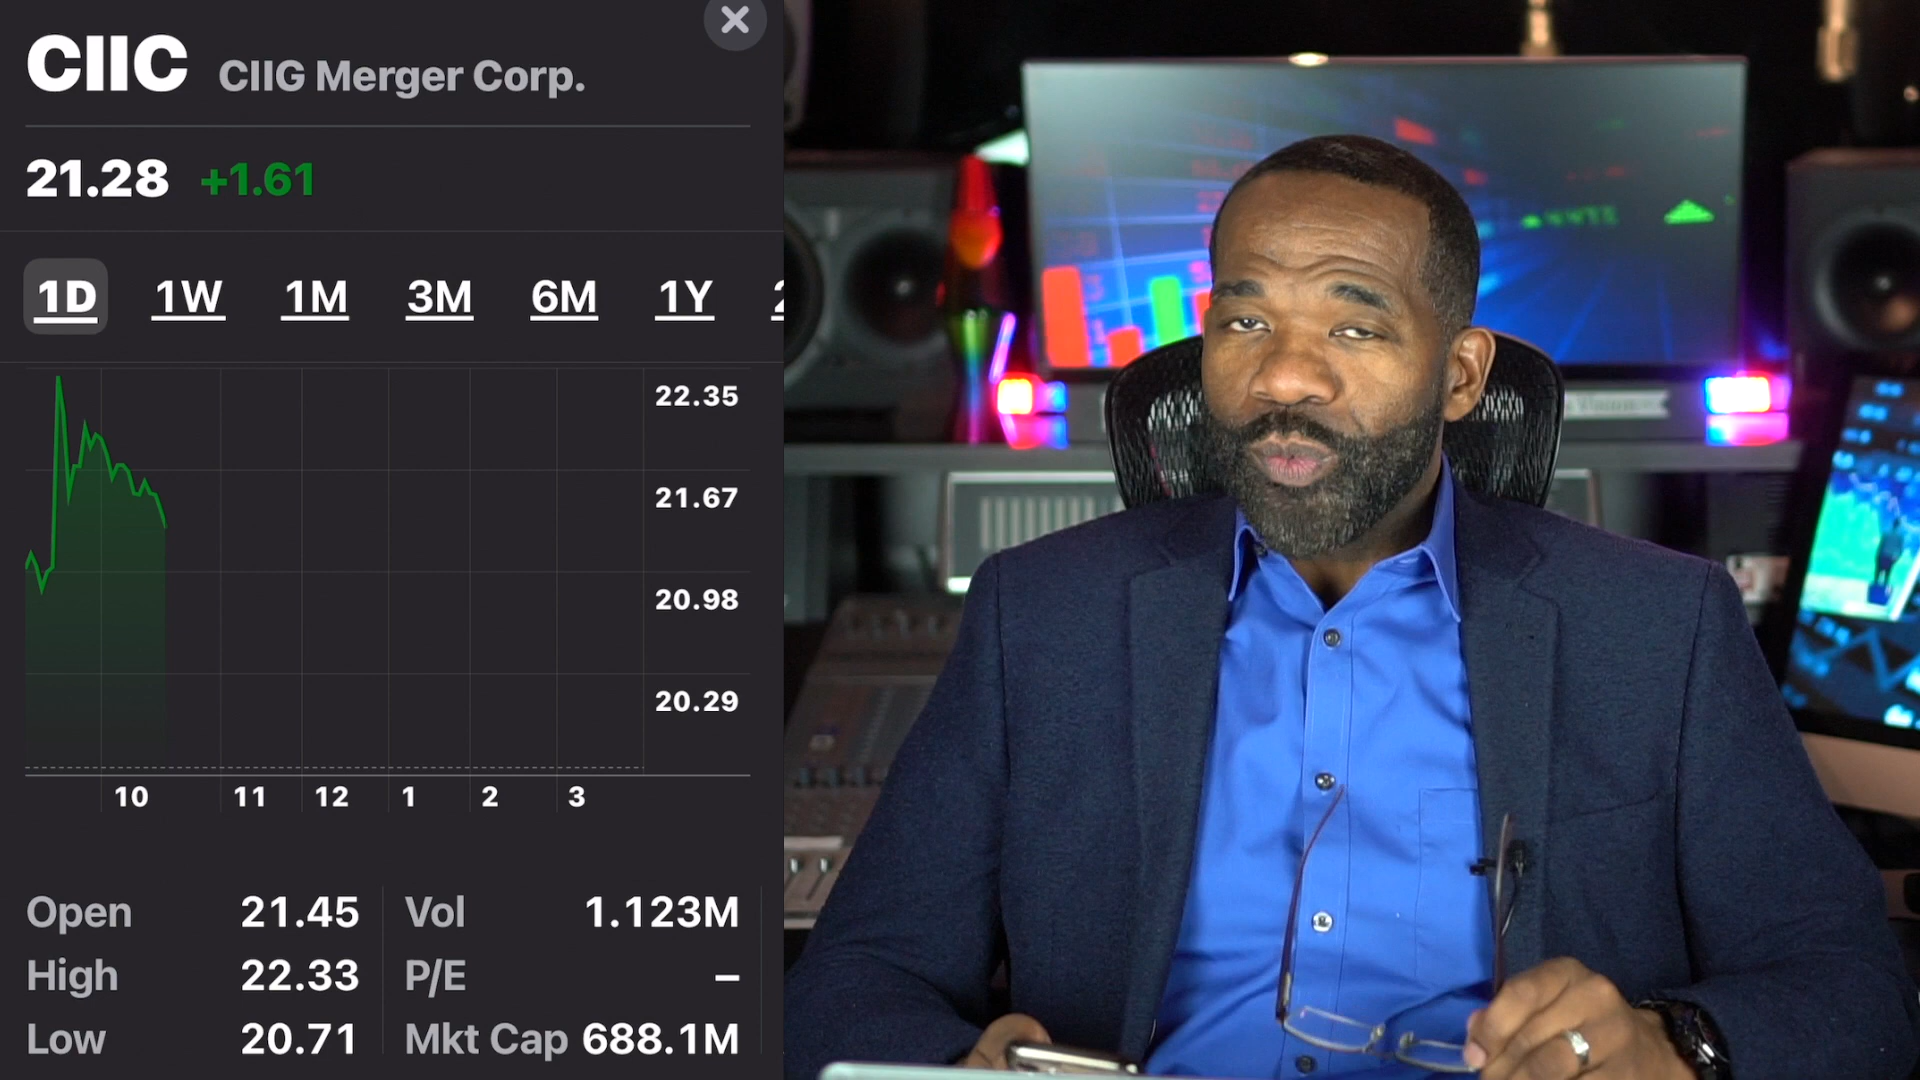 CIIC CIIG Merger Corp.
21.28 +1.61
1D 1W 1M 3M 6M 1Y
22.35
21.67
20.98
20.29
10 11 12 1 2 3
Open 21.45 Vol 1.123M
High 22.33 P/E –
Low 20.71 Mkt Cap 688.1M